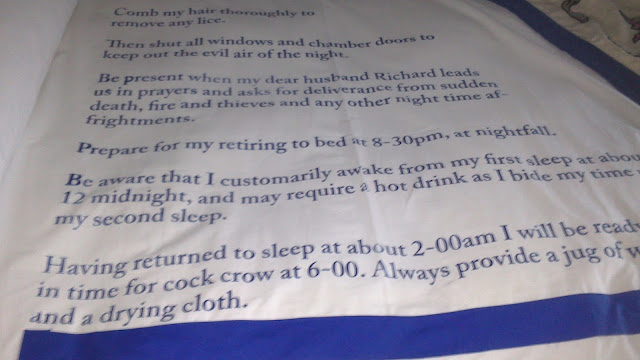 Comb my hair thoroughly to
remove any lice.
Then shut all windows and chamber doors to
keep out the evil air of the night.
Be present when my dear husband Richard leads
us in prayers and asks for deliverance from sudden
death, fire and thieves and any other night time af-
frightments.
Prepare for my retiring to bed at 8-30pm, at nightfall.
Be aware that I customarily awake from my first sleep at abou
12 midnight, and may require a hot drink as I bide my time
my second sleep.
Having returned to sleep at about 2-00am I will be ready
in time for cock crow at 6-00. Always provide a jug of w
and a drying cloth.